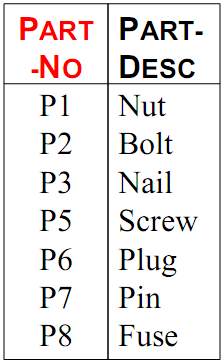 PART PART-
-NO DESC
P1 Nut
P2 Bolt
P3 Nail
P5 Screw
P6 Plug
P7 Pin
P8 Fuse